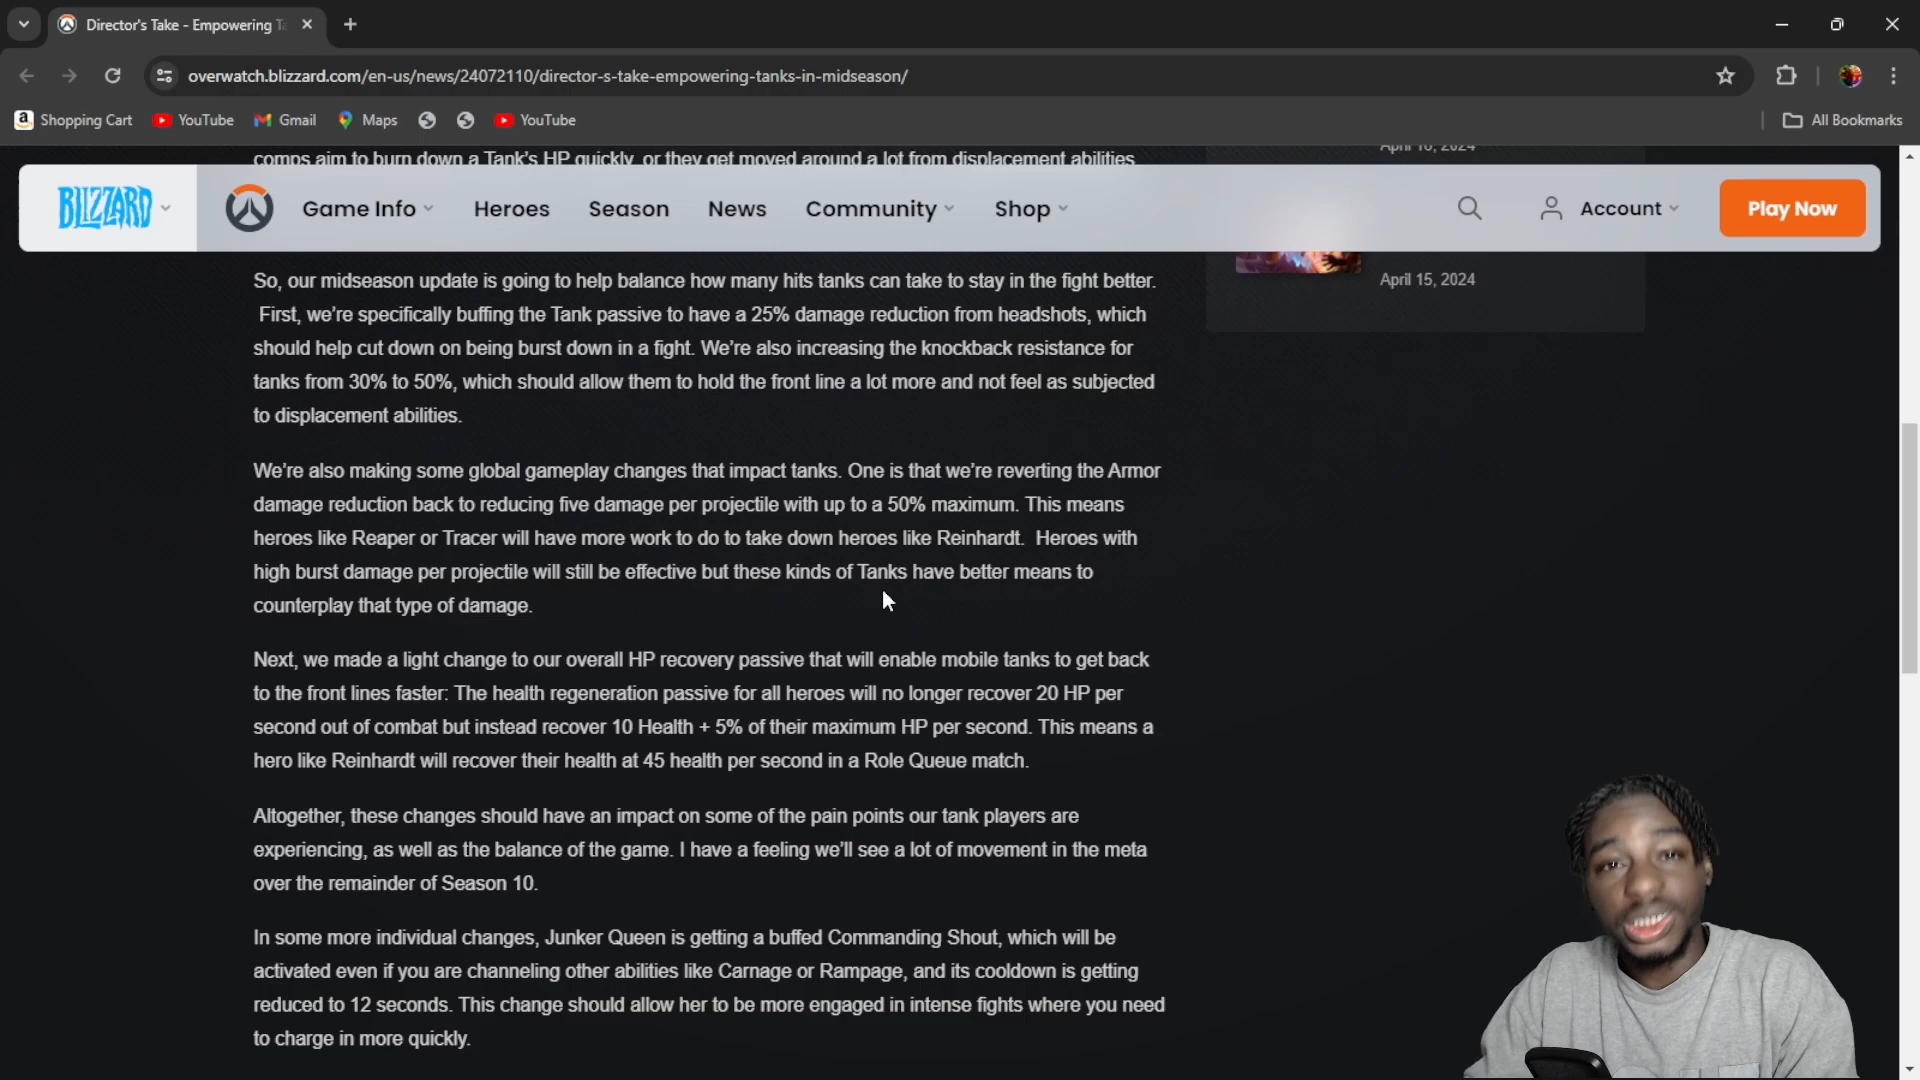 Director's Take - Empowering Ta
overwatch.blizzard.com/en-us/news/24072110/director-s-take-empowering-tanks-in-midseason/
Shopping Cart YouTube Gmail Maps YouTube All Bookmarks
comps aim to burn down a Tank's HP quickly, or they get moved around a lot from displacement abilities
April 16, 2024
BLIZZARD Game Info Heroes Season News Community Shop Account Play Now
April 15, 2024
So, our midseason update is going to help balance how many hits tanks can take to stay in the fight better.
First, we're specifically buffing the Tank passive to have a 25% damage reduction from headshots, which
should help cut down on being burst down in a fight. We're also increasing the knockback resistance for
tanks from 30% to 50%, which should allow them to hold the front line a lot more and not feel as subjected
to displacement abilities.
We're also making some global gameplay changes that impact tanks. One is that we're reverting the Armor
damage reduction back to reducing five damage per projectile with up to a 50% maximum. This means
heroes like Reaper or Tracer will have more work to do to take down heroes like Reinhardt. Heroes with
high burst damage per projectile will still be effective but these kinds of Tanks have better means to
counterplay that type of damage.
Next, we made a light change to our overall HP recovery passive that will enable mobile tanks to get back
to the front lines faster: The health regeneration passive for all heroes will no longer recover 20 HP per
second out of combat but instead recover 10 Health + 5% of their maximum HP per second. This means a
hero like Reinhardt will recover their health at 45 health per second in a Role Queue match.
Altogether, these changes should have an impact on some of the pain points our tank players are
experiencing, as well as the balance of the game. I have a feeling we'll see a lot of movement in the meta
over the remainder of Season 10.
In some more individual changes, Junker Queen is getting a buffed Commanding Shout, which will be
activated even if you are channeling other abilities like Carnage or Rampage, and its cooldown is getting
reduced to 12 seconds. This change should allow her to be more engaged in intense fights where you need
to charge in more quickly.